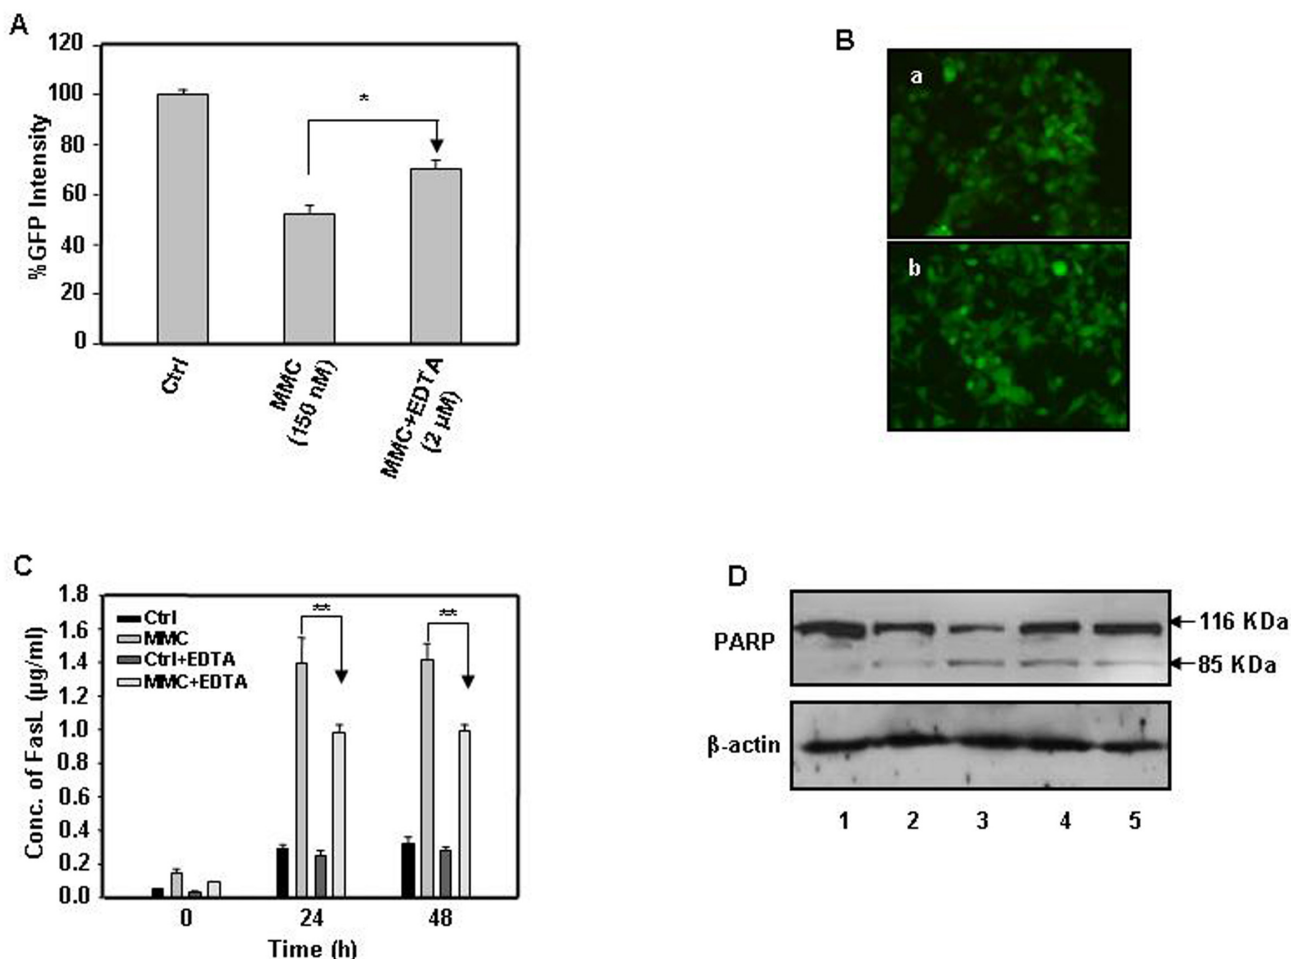 A
120
100
80
60
40
20
0
%GFP Intensity
*
Ctrl
MMC
(150 nM)
MMC+EDTA
(2 µM)
B
a
b
C
1.8
1.6
1.4
1.2
1.0
0.8
0.6
0.4
0.2
0.0
Conc. of FasL (µg/ml)
Ctrl
MMC
Ctrl+EDTA
MMC+EDTA
**
**
0 24 48
Time (h)
D
PARP
116 KDa
85 KDa
β-actin
1 2 3 4 5